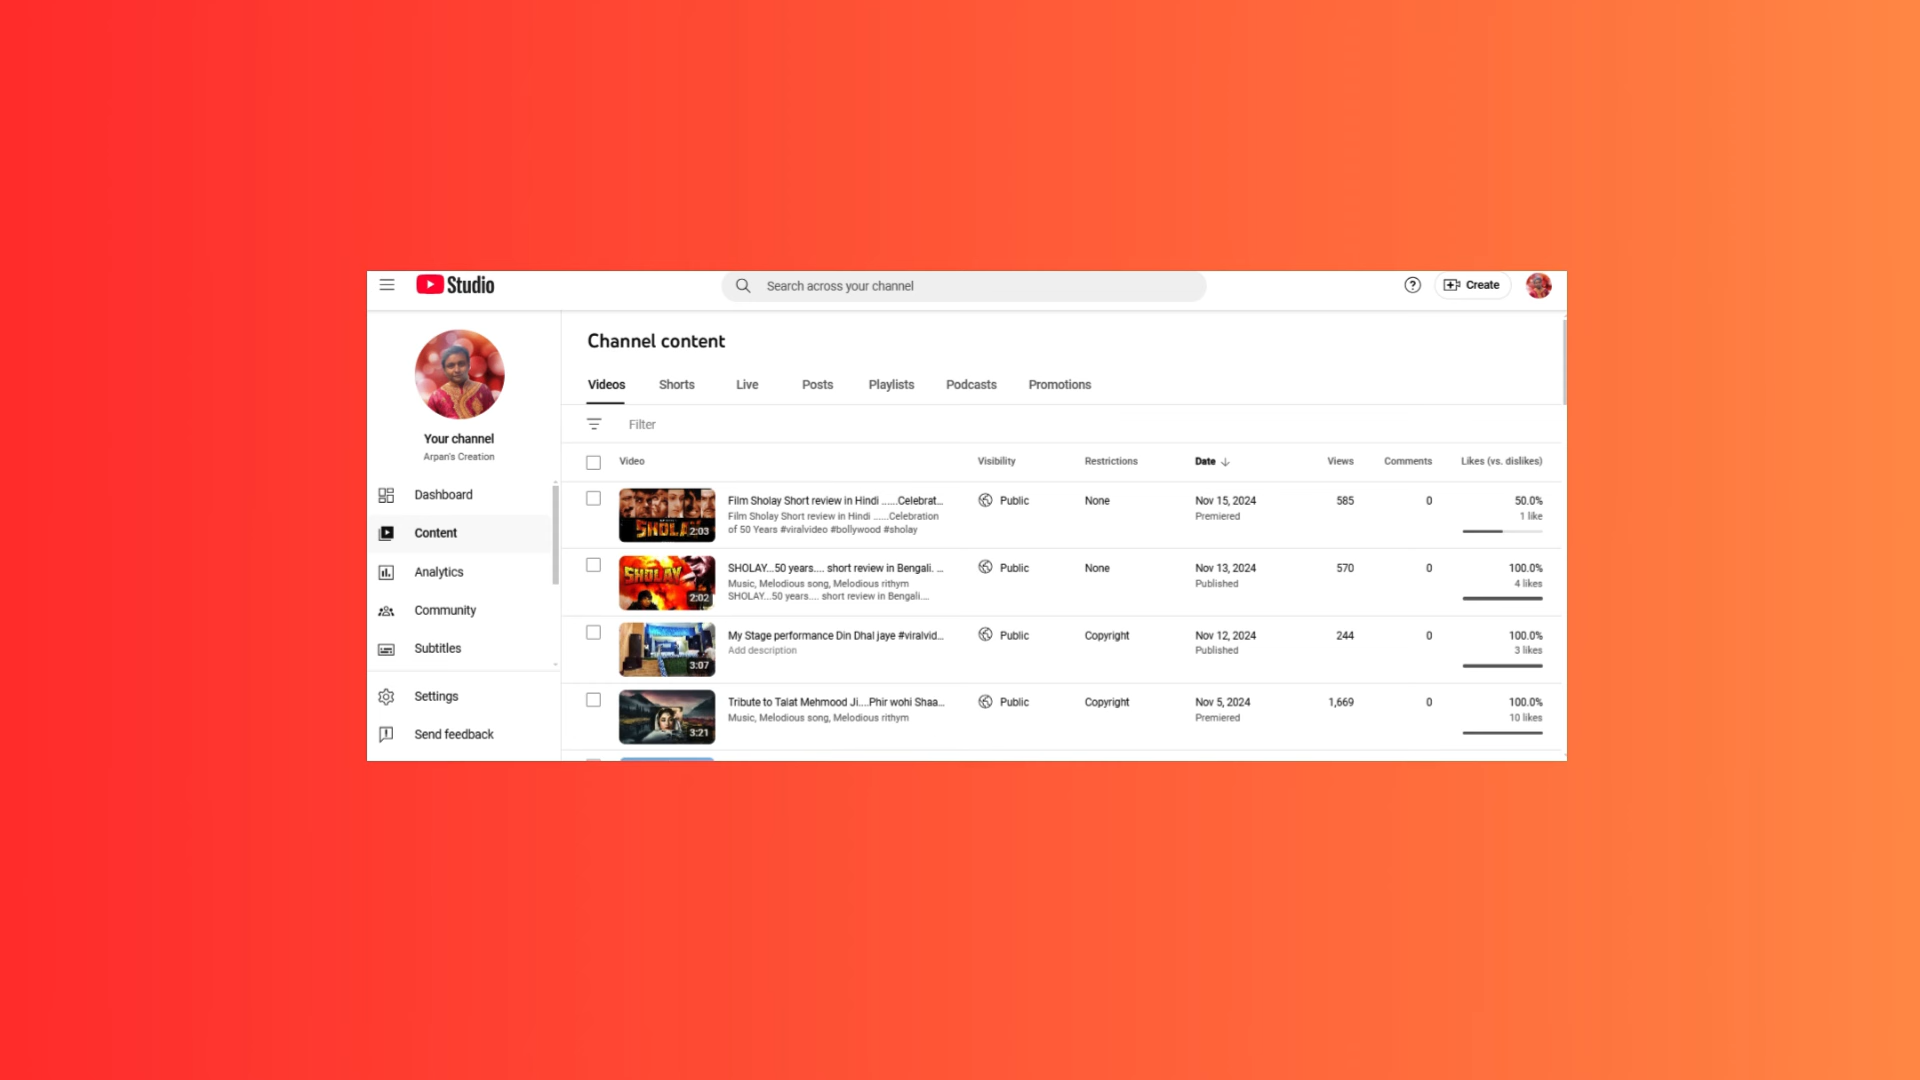 Studio
Search across your channel
Create
Your channel
Arpan's Creation
Dashboard
Content
Analytics
Community
Subtitles
Settings
Send feedback
Channel content
Videos Shorts Live Posts Playlists Podcasts Promotions
Filter
Video Visibility Restrictions Date Views Comments Likes (vs. dislikes)
SHOLAY
2:03
Film Sholay Short review in Hindi ......Celebrat...
Film Sholay Short review in Hindi ......Celebration
of 50 Years #viralvideo #bollywood #sholay
Public None Nov 15, 2024 585 0 50.0%
Premiered 1 like
SHOLAY
2:02
SHOLAY...50 years.... short review in Bengali. ...
Music, Melodious song, Melodious rithym
SHOLAY...50 years.... short review in Bengali....
Public None Nov 13, 2024 570 0 100.0%
Published 4 likes
3:07
My Stage performance Din Dhal jaye #viralvid...
Add description
Public Copyright Nov 12, 2024 244 0 100.0%
Published 3 likes
3:21
Tribute to Talat Mehmood Ji....Phir wohi Shaa...
Music, Melodious song, Melodious rithym
Public Copyright Nov 5, 2024 1,669 0 100.0%
Premiered 10 likes